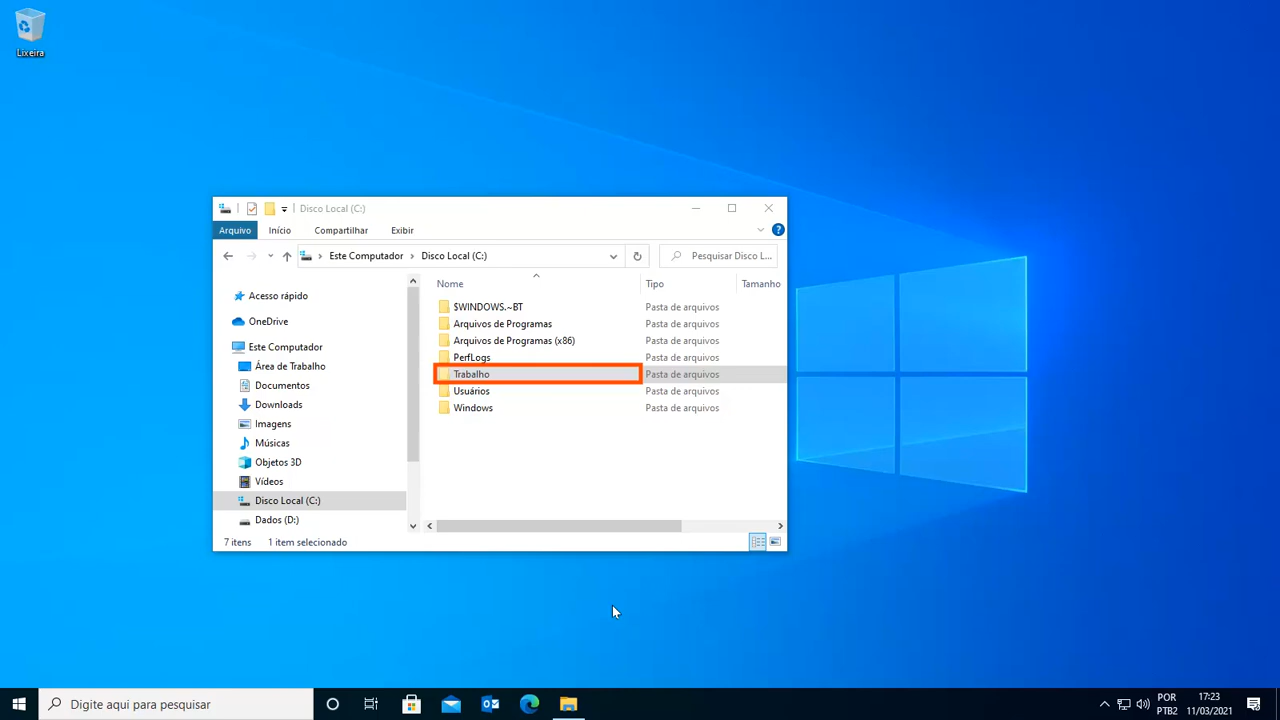 Lixeira
Disco Local (C:)
Arquivo Início Compartilhar Exibir
Este Computador Disco Local (C:) Pesquisar Disco L...
Acesso rápido
OneDrive
Este Computador
Área de Trabalho
Documentos
Downloads
Imagens
Músicas
Objetos 3D
Vídeos
Disco Local (C:)
Dados (D:)
Nome Tipo Tamanho
$WINDOWS.~BT Pasta de arquivos
Arquivos de Programas Pasta de arquivos
Arquivos de Programas (x86) Pasta de arquivos
PerfLogs Pasta de arquivos
Trabalho Pasta de arquivos
Usuários Pasta de arquivos
Windows Pasta de arquivos
7 itens 1 item selecionado
Digite aqui para pesquisar
POR
PTB2
17:23
11/03/2021